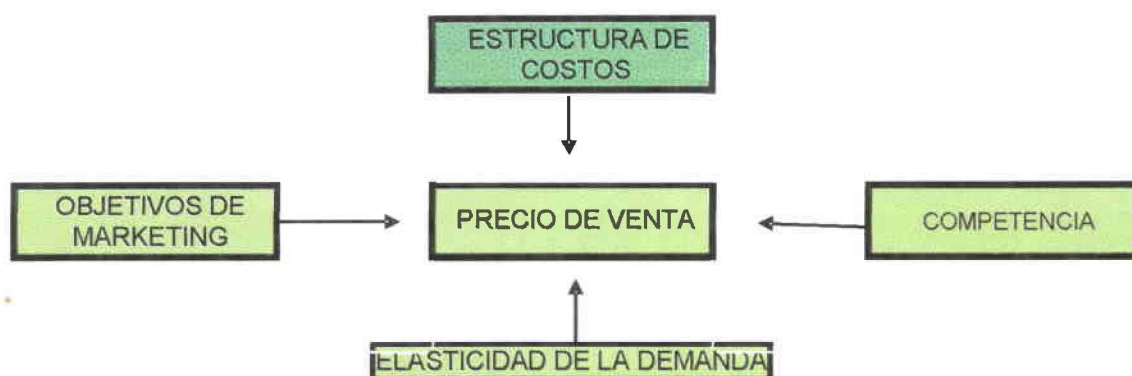 ESTRUCTURA DE
COSTOS
OBJETIVOS DE
MARKETING
PRECIO DE VENTA
COMPETENCIA
ELASTICIDAD DE LA DEMANDA